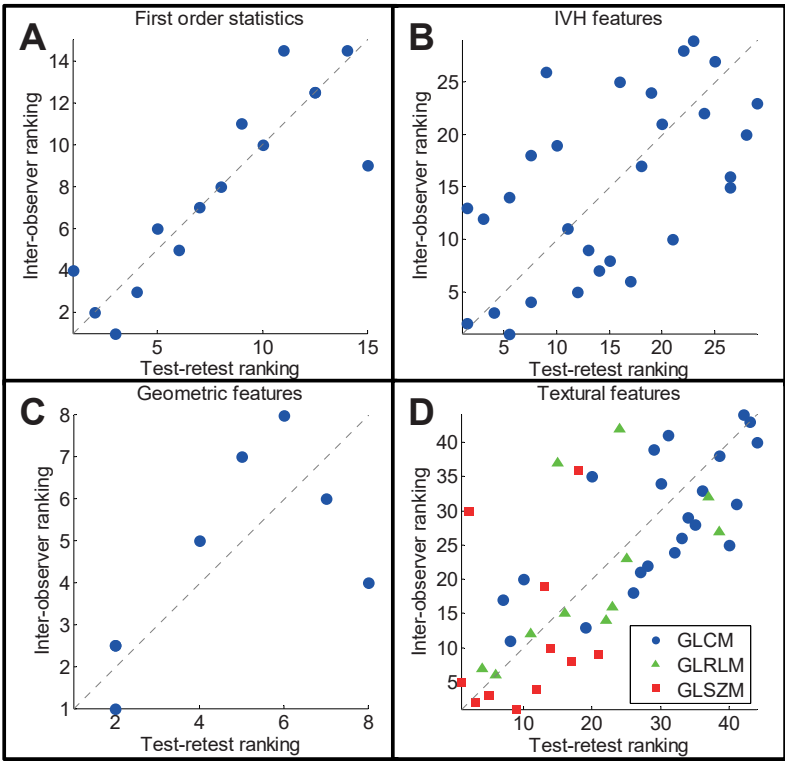 A
First order statistics
Inter-observer ranking
14
12
10
8
6
4
2
5
10
15
Test-retest ranking
B
IVH features
Inter-observer ranking
25
20
15
10
5
5
10
15
20
25
Test-retest ranking
C
Geometric features
Inter-observer ranking
8
7
6
5
4
3
2
1
2
4
6
8
Test-retest ranking
D
Textural features
Inter-observer ranking
40
35
30
25
20
15
10
5
10
20
30
40
Test-retest ranking
GLCM
GLRLM
GLSZM